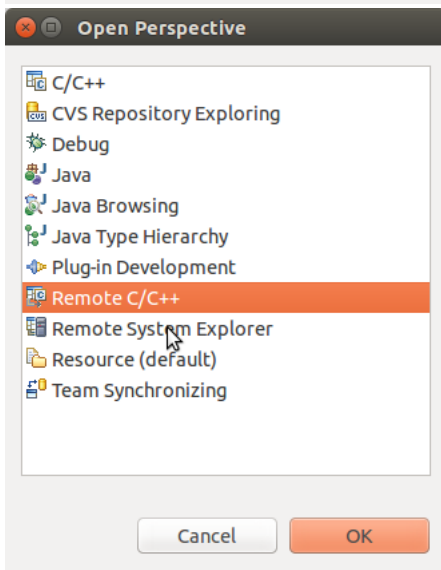 Open Perspective
C/C++
CVS Repository Exploring
Debug
Java
Java Browsing
Java Type Hierarchy
Plug-in Development
Remote C/C++
Remote System Explorer
Resource (default)
Team Synchronizing
Cancel OK